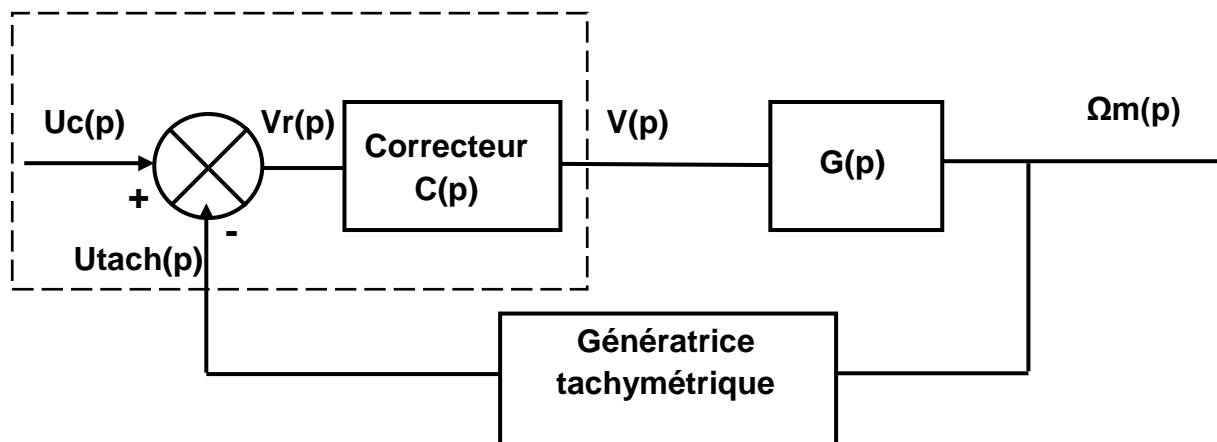 Uc(p)
Vr(p)
Correcteur
C(p)
V(p)
G(p)
Ωm(p)
+
-
Utach(p)
Génératrice
tachymétrique